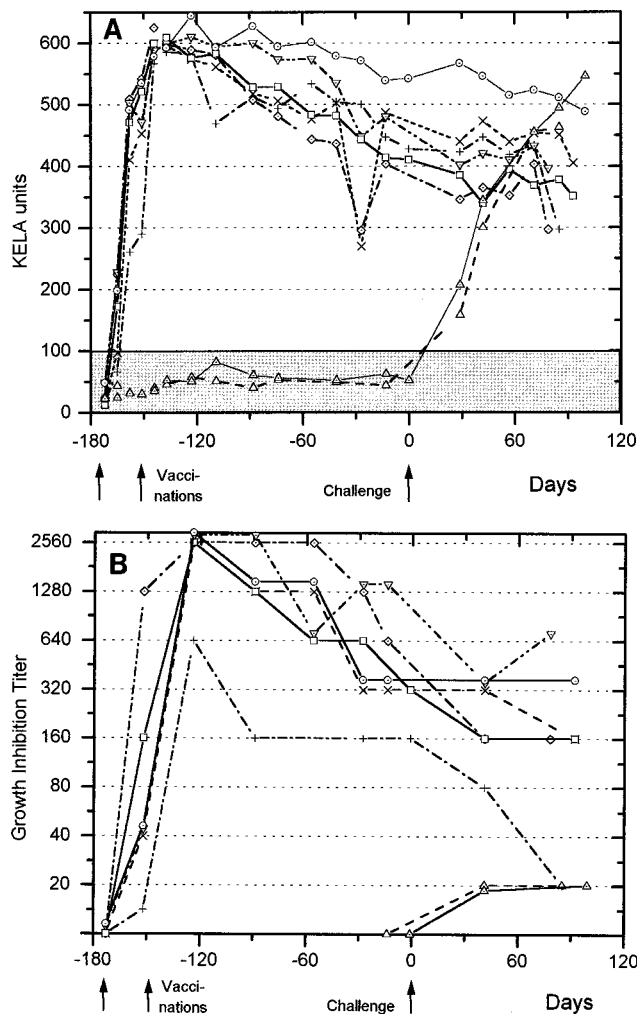 A
600
500
400
300
200
100
0
KELA units
-180
-120
-60
0
60
120
Vacci-
nations
Challenge
Days
B
2560
1280
640
320
160
80
40
20
Growth Inhibition Titer
-180
-120
-60
0
60
120
Vacci-
nations
Challenge
Days